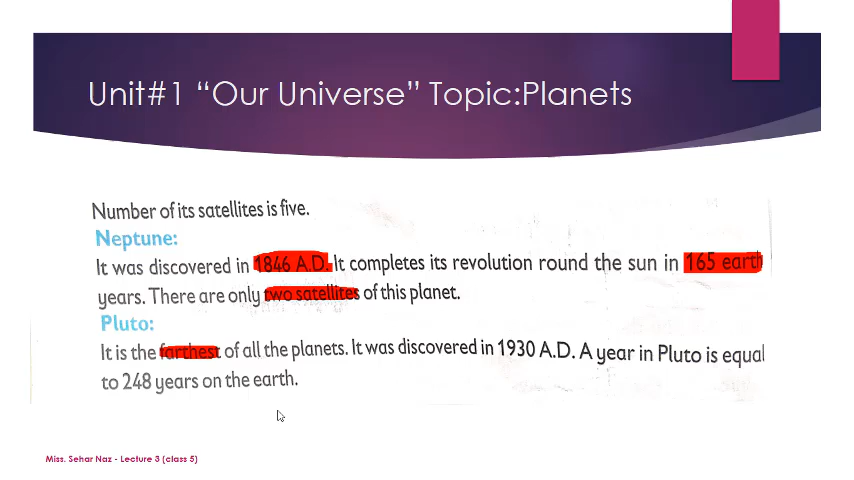 Unit#1 “Our Universe” Topic:Planets
Number of its satellites is five.
Neptune:
It was discovered in 1846 A.D. It completes its revolution round the sun in 165 earth
years. There are only two satellites of this planet.
Pluto:
It is the farthest of all the planets. It was discovered in 1930 A.D. A year in Pluto is equal
to 248 years on the earth.
Miss. Sehar Naz - Lecture 3 (class 5)